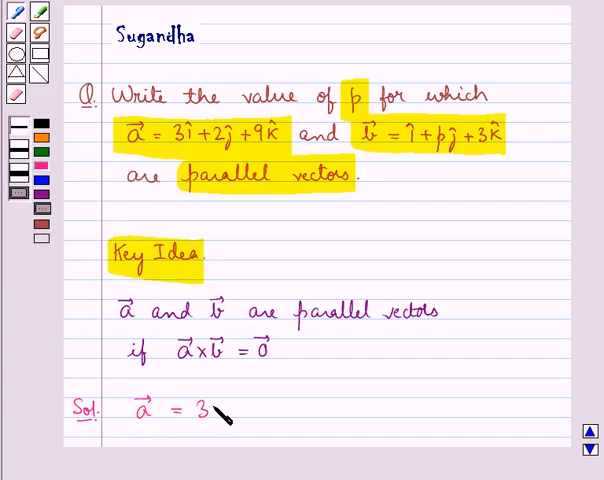 Sugandha
Q. Write the value of p for which
a⃗ = 3î+2ĵ+9k̂ and b⃗ = î+pĵ+3k̂
are parallel vectors.
Key Idea.
a⃗ and b⃗ are parallel vectors
if a⃗×b⃗ = 0⃗
Sol. a⃗ = 3